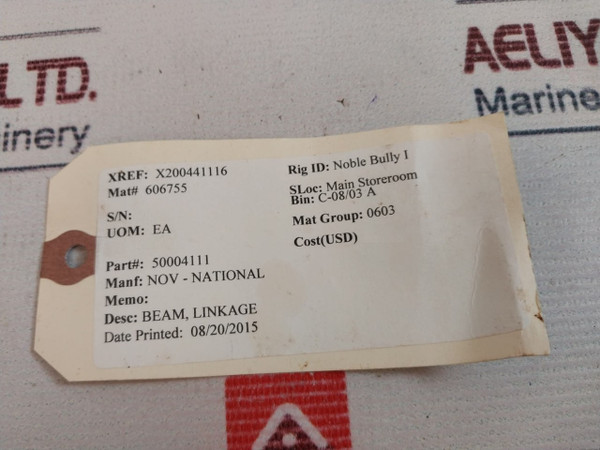 LTD.
inery
AELIY
Marine
XREF: X200441116
Mat# 606755
S/N:
UOM: EA
Part#: 50004111
Manf: NOV - NATIONAL
Memo:
Desc: BEAM, LINKAGE
Date Printed: 08/20/2015
Rig ID: Noble Bully I
SLoc: Main Storeroom
Bin: C-08/03 A
Mat Group: 0603
Cost(USD)